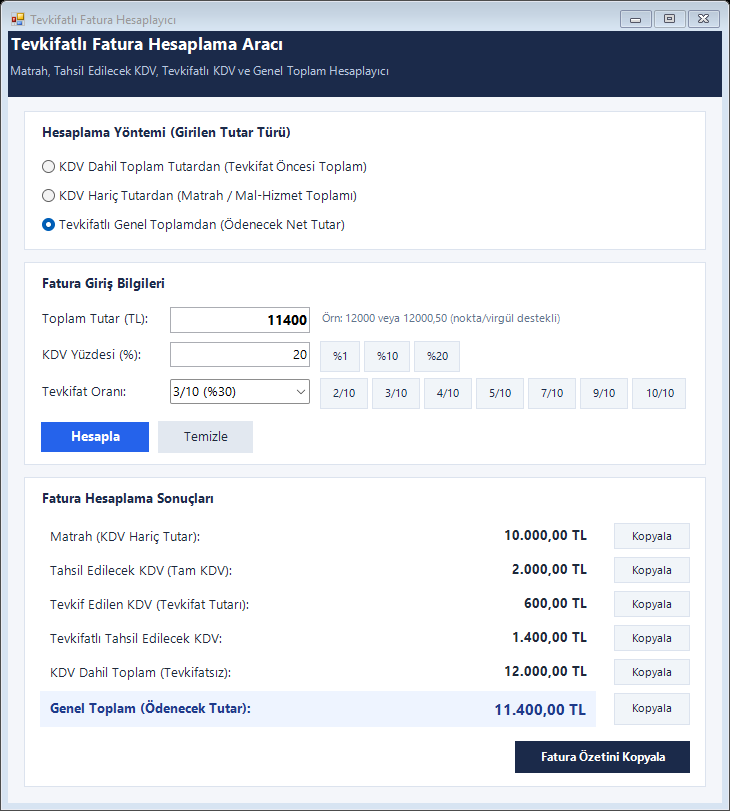 Tevkifatlı Fatura Hesaplayıcı
Tevkifatlı Fatura Hesaplama Aracı
Matrah, Tahsil Edilecek KDV, Tevkifatlı KDV ve Genel Toplam Hesaplayıcı
Hesaplama Yöntemi (Girilen Tutar Türü)
KDV Dahil Toplam Tutardan (Tevkifat Öncesi Toplam)
KDV Hariç Tutardan (Matrah / Mal-Hizmet Toplamı)
Tevkifatlı Genel Toplamdan (Ödenecek Net Tutar)
Fatura Giriş Bilgileri
Toplam Tutar (TL): 11400 Örn: 12000 veya 12000,50 (nokta/virgül destekli)
KDV Yüzdesi (%): 20 %1 %10 %20
Tevkifat Oranı: 3/10 (%30) 2/10 3/10 4/10 5/10 7/10 9/10 10/10
Hesapla Temizle
Fatura Hesaplama Sonuçları
Matrah (KDV Hariç Tutar): 10.000,00 TL Kopyala
Tahsil Edilecek KDV (Tam KDV): 2.000,00 TL Kopyala
Tevkif Edilen KDV (Tevkifat Tutarı): 600,00 TL Kopyala
Tevkifatlı Tahsil Edilecek KDV: 1.400,00 TL Kopyala
KDV Dahil Toplam (Tevkifatsız): 12.000,00 TL Kopyala
Genel Toplam (Ödenecek Tutar): 11.400,00 TL Kopyala
Fatura Özetini Kopyala